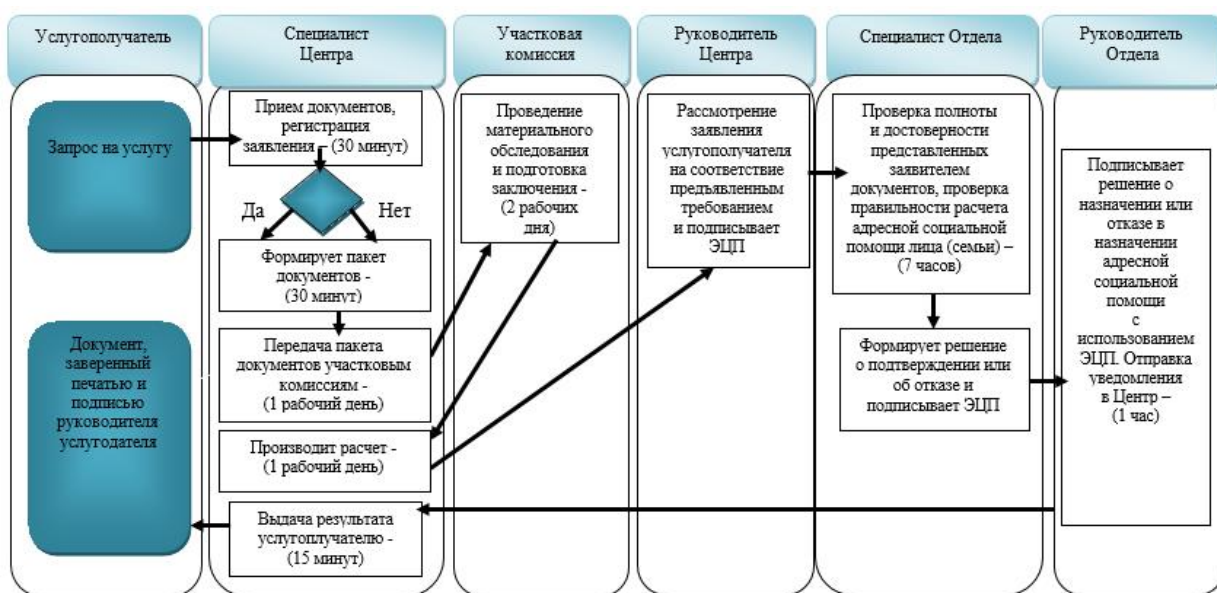 Услугополучатель
Специалист
Центра
Участковая
комиссия
Руководитель
Центра
Специалист Отдела
Руководитель
Отдела
Запрос на услугу
Прием документов,
регистрация
заявления – (30 минут)
Да
Нет
Формирует пакет
документов -
(30 минут)
Передача пакета
документов участковым
комиссиям -
(1 рабочий день)
Производит расчет -
(1 рабочий день)
Выдача результата
услугоплучателю -
(15 минут)
Проведение
материального
обследования
и подготовка
заключения -
(2 рабочих
дня)
Рассмотрение
заявления
услугополучателя
на соответствие
предъявленным
требованием
и подписывает
ЭЦП
Проверка полноты
и достоверности
представленных
заявителем
документов, проверка
правильности расчета
адресной социальной
помощи лица (семьи) –
(7 часов)
Формирует решение
о подтверждении или
об отказе и
подписывает ЭЦП
Подписывает
решение о
назначении или
отказе в
назначении
адресной
социальной
помощи
с
использованием
ЭЦП. Отправка
уведомления
в Центр –
(1 час)
Документ,
заверенный
печатью и
подписью
руководителя
услугодателя